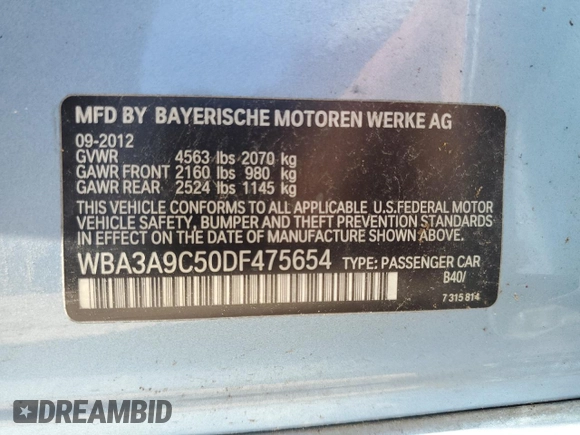 MFD BY BAYERISCHE MOTOREN WERKE AG
09-2012
GVWR 4563 lbs 2070 kg
GAWR FRONT 2160 lbs 980 kg
GAWR REAR 2524 lbs 1145 kg
THIS VEHICLE CONFORMS TO ALL APPLICABLE U.S.FEDERAL MOTOR
VEHICLE SAFETY, BUMPER AND THEFT PREVENTION STANDARDS
IN EFFECT ON THE DATE OF MANUFACTURE SHOWN ABOVE.
WBA3A9C50DF475654 TYPE: PASSENGER CAR
B40/
7 315 814
DREAMBID